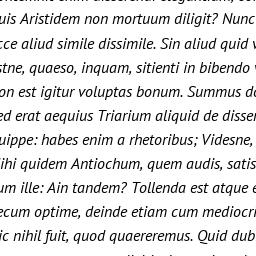 uis Aristidem non mortuum diligit? Nunc
cce aliud simile dissimile. Sin aliud quid v
stne, quaeso, inquam, sitienti in bibendo
on est igitur voluptas bonum. Summus d
ed erat aequius Triarium aliquid de disse
uippe: habes enim a rhetoribus; Videsne,
ihi quidem Antiochum, quem audis, satis
um ille: Ain tandem? Tollenda est atque e
ecum optime, deinde etiam cum mediocri
ic nihil fuit, quod quaereremus. Quid dub